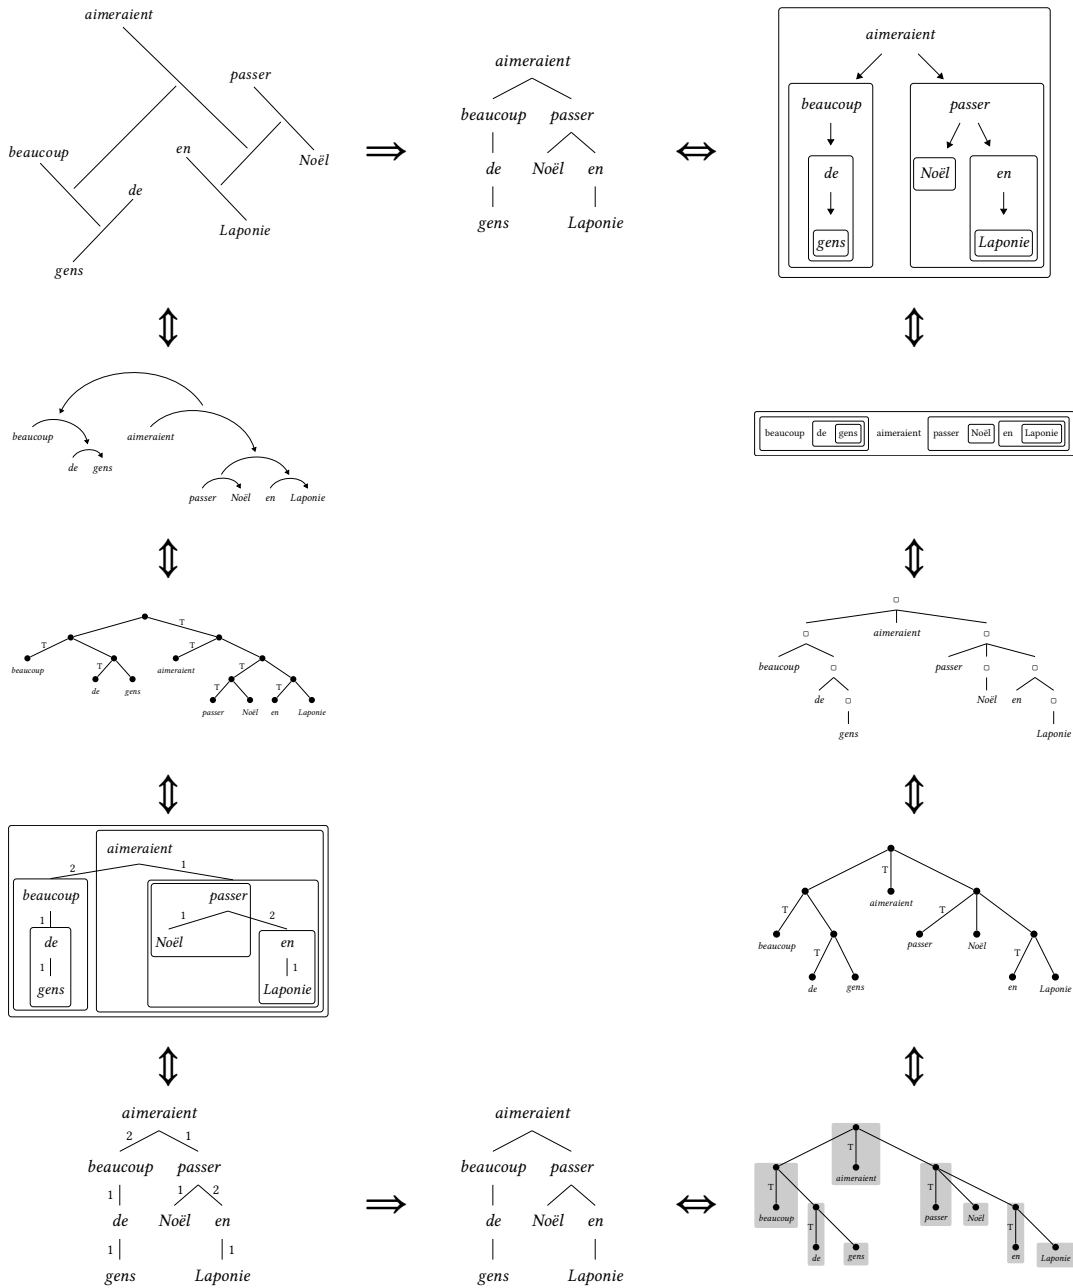 aimeraient
passer
beaucoup
en
Noël
de
Laponie
gens
aimeraient
beaucoup passer
de Noël en
gens Laponie
aimeraient
beaucoup passer
de Noël en
gens Laponie
beaucoup aimeraient
de gens
passer Noël en Laponie
beaucoup de gens aimeraient passer Noël en Laponie
T
T T
beaucoup T aimeraient T
de gens T T
passer Noël en Laponie
aimeraient
beaucoup passer
de Noël en
gens Laponie
aimeraient
2 1
beaucoup passer
1 1 2
de Noël en
1 1
gens Laponie
T
T aimeraient T
beaucoup T passer Noël T
de gens en Laponie
aimeraient
2 1
beaucoup passer
1 1 2
de Noël en
1 1
gens Laponie
aimeraient
beaucoup passer
de Noël en
gens Laponie
T
T aimeraient T
beaucoup T passer Noël T
de gens en Laponie